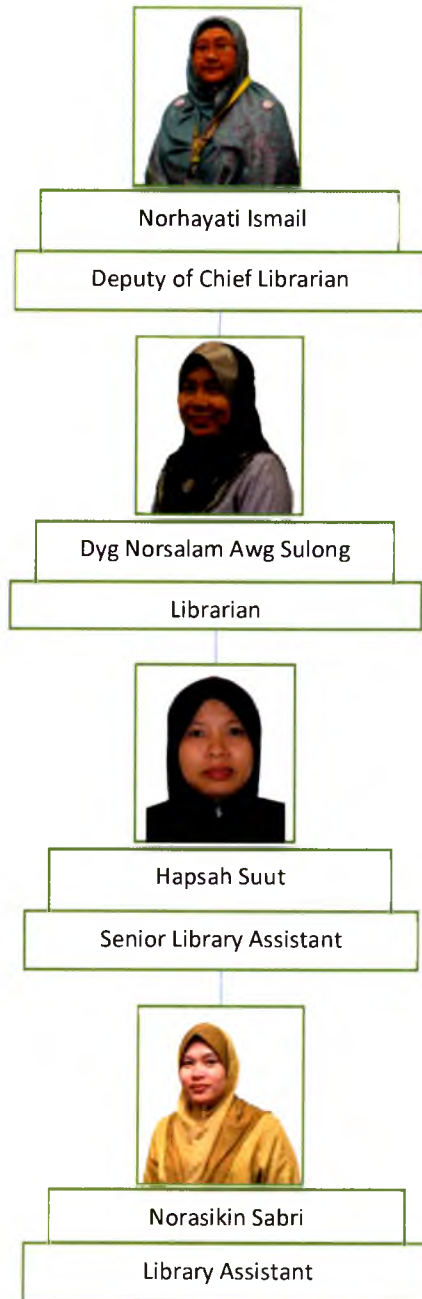 Norhayati Ismail
Deputy of Chief Librarian
Dyg Norsalam Awg Sulong
Librarian
Hapsah Suut
Senior Library Assistant
Norasikin Sabri
Library Assistant